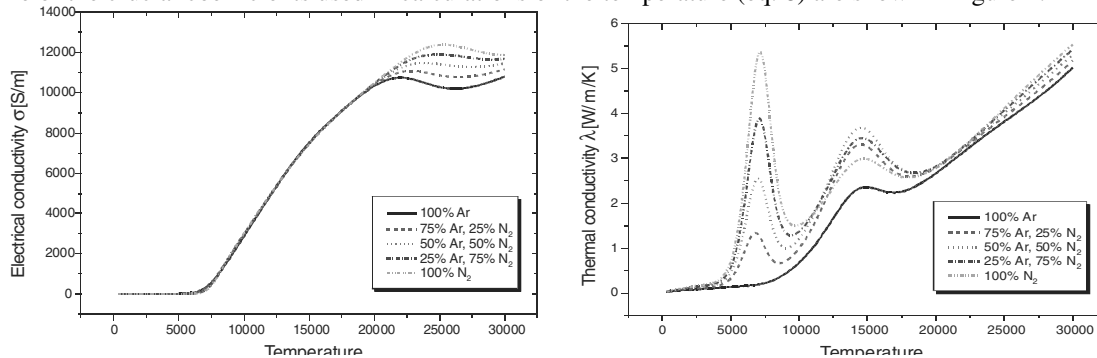 Electrical conductivity σ[S/m]
14000
12000
10000
8000
6000
4000
2000
0
0 5000 10000 15000 20000 25000 30000
Temperature
100% Ar
75% Ar, 25% N₂
50% Ar, 50% N₂
25% Ar, 75% N₂
100% N₂
Thermal conductivity λ[W/m/K]
6
5
4
3
2
1
0
0 5000 10000 15000 20000 25000 30000
Temperature
100% Ar
75% Ar, 25% N₂
50% Ar, 50% N₂
25% Ar, 75% N₂
100% N₂